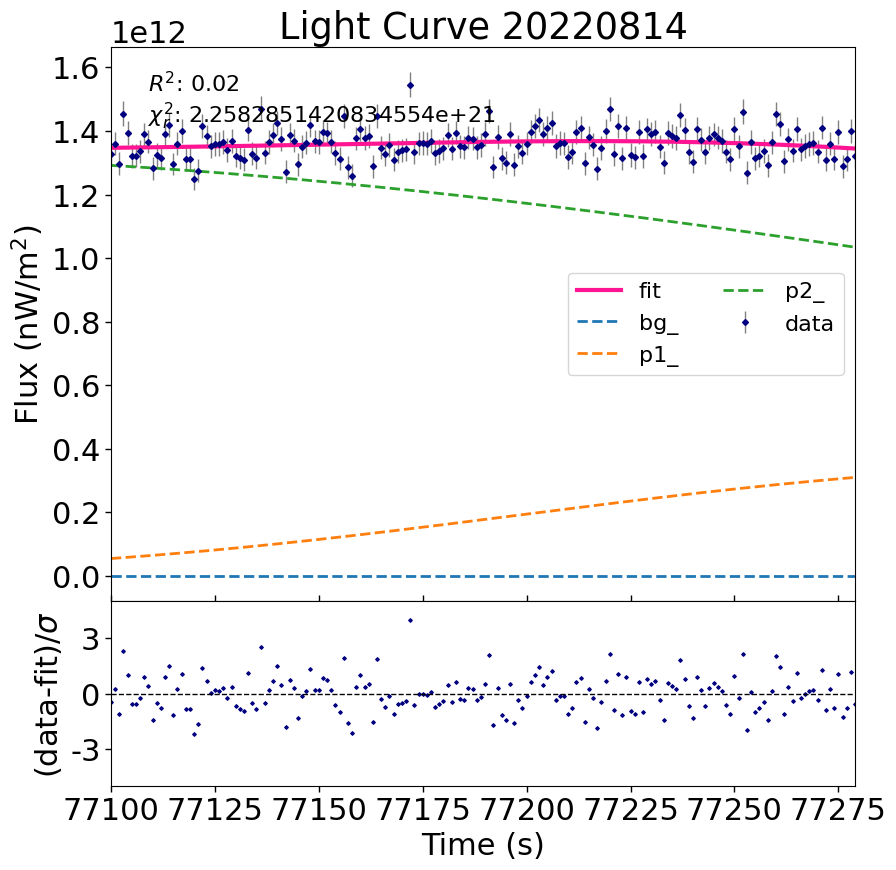 Light Curve 20220814
1e12
R²: 0.02
χ²: 2.2582851420834554e+21
1.6
1.4
1.2
1.0
0.8
0.6
0.4
0.2
0.0
Flux (nW/m²)
fit
bg_
p1_
p2_
data
3
0
-3
(data-fit)/σ
77100 77125 77150 77175 77200 77225 77250 77275
Time (s)